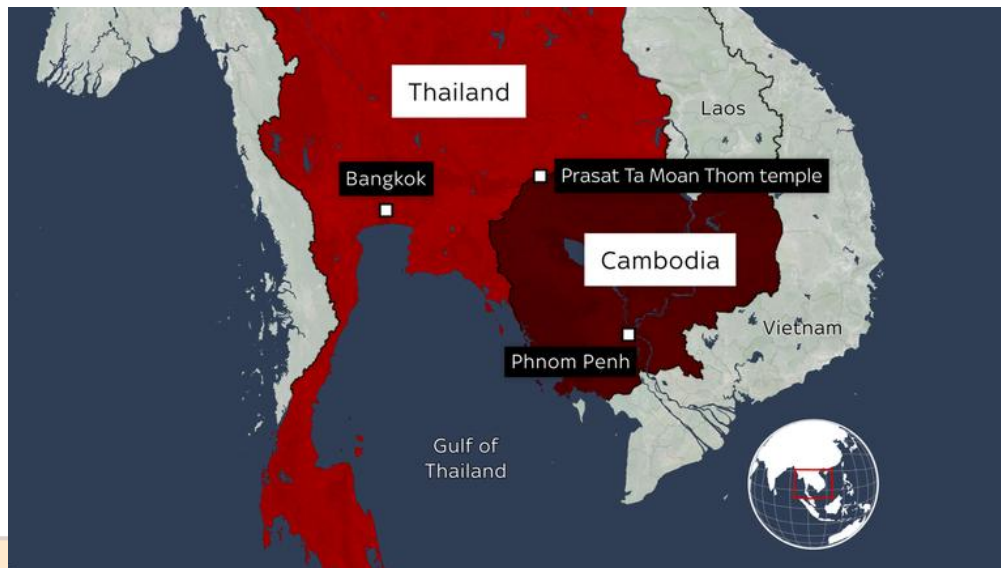 Thailand
Laos
Bangkok
Prasat Ta Moan Thom temple
Cambodia
Vietnam
Phnom Penh
Gulf of
Thailand